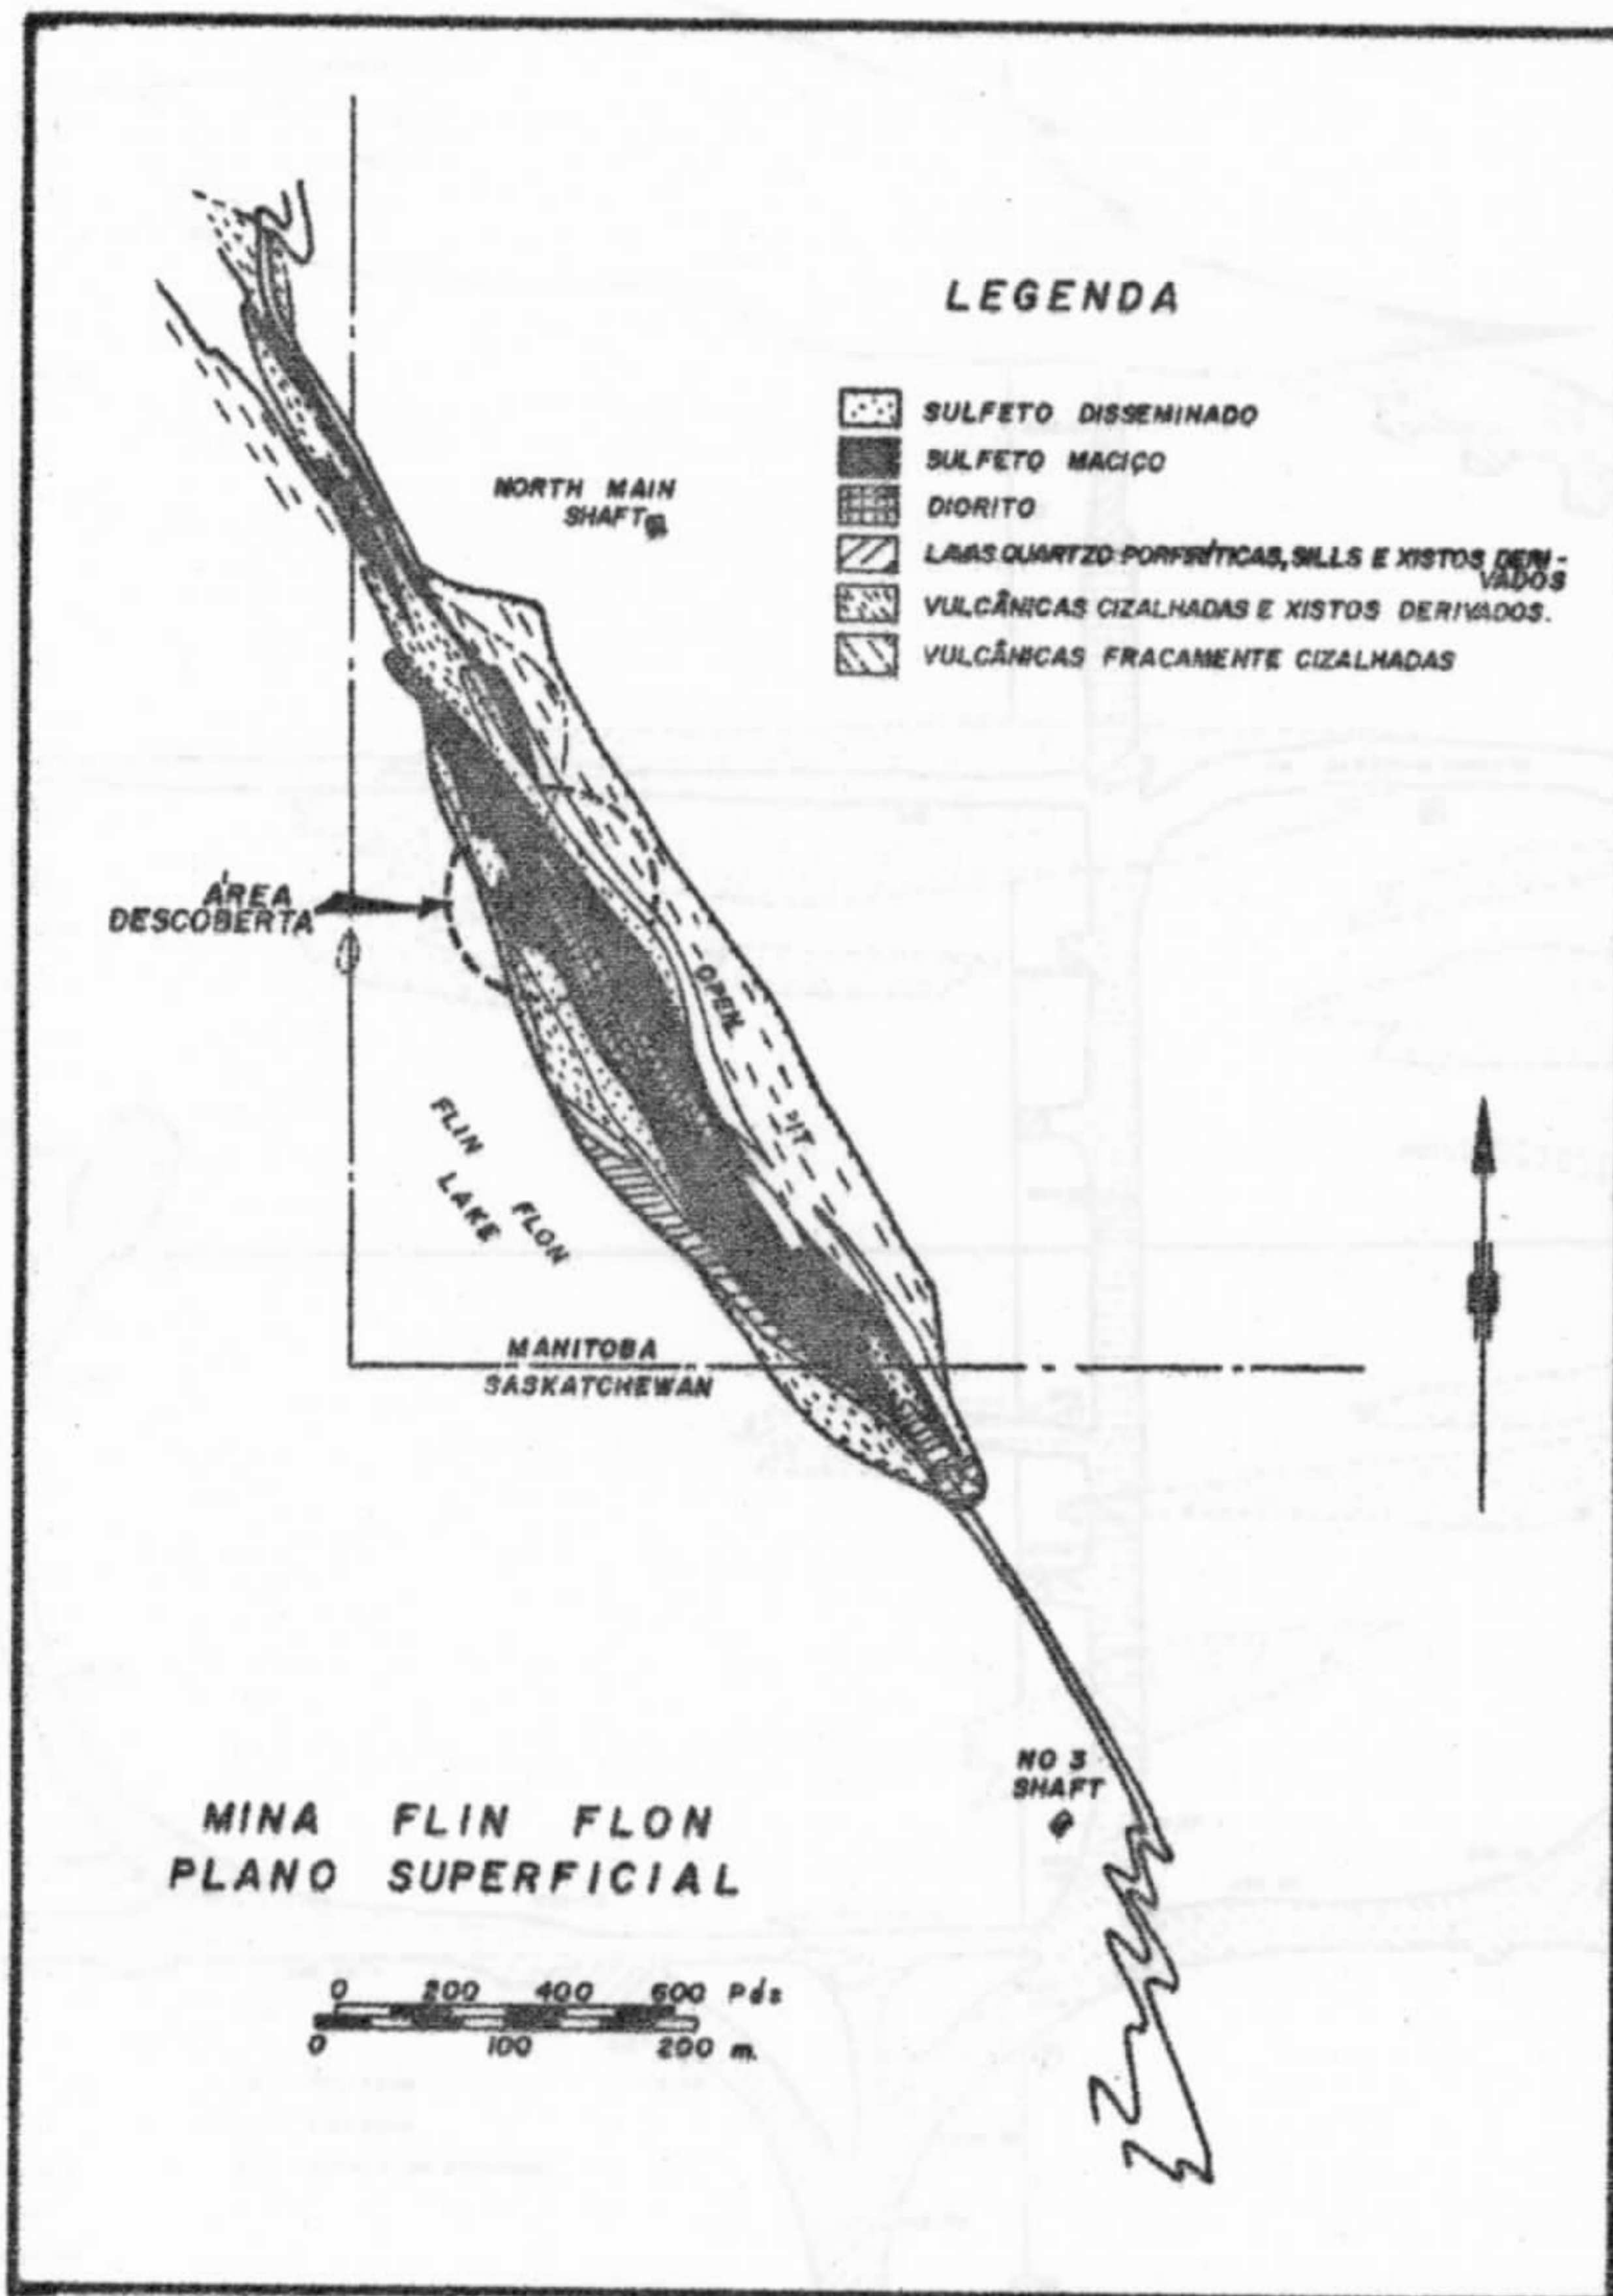 LEGENDA
SULFETO DISSEMINADO
SULFETO MACIÇO
DIORITO
LAVAS QUARTZO PORFIRÍTICAS, SILLS E XISTOS DERI-
VADOS
VULCÂNICAS CIZALHADAS E XISTOS DERIVADOS.
VULCÂNICAS FRACAMENTE CIZALHADAS
NORTH MAIN
SHAFT
ÁREA
DESCOBERTA
OPEN
PIT
FLIN FLON
LAKE
MANITOBA
SASKATCHEWAN
NO 3
SHAFT
MINA FLIN FLON
PLANO SUPERFICIAL
0 200 400 600 Pds
0 100 200 m.